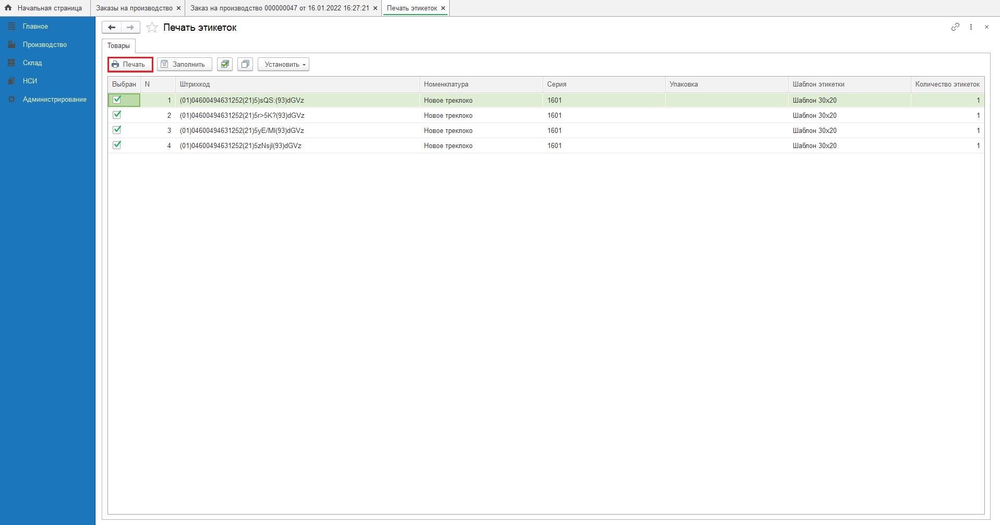 Начальная страница
Заказы на производство
Заказ на производство 000000047 от 16.01.2022 16:27:21
Печать этикеток
Главное
Производство
Склад
НСИ
Администрирование
Печать этикеток
Товары
Печать
Заполнить
Установить
Выбран N Штрихкод Номенклатура Серия Упаковка Шаблон этикетки Количество этикеток
1 (01)04600494631252(21)5)sQS:(93)dGVz Новое треклоко 1601 Шаблон 30x20 1
2 (01)04600494631252(21)5r>5K?(93)dGVz Новое треклоко 1601 Шаблон 30x20 1
3 (01)04600494631252(21)5yE/Ml(93)dGVz Новое треклоко 1601 Шаблон 30x20 1
4 (01)04600494631252(21)5zNsjl(93)dGVz Новое треклоко 1601 Шаблон 30x20 1